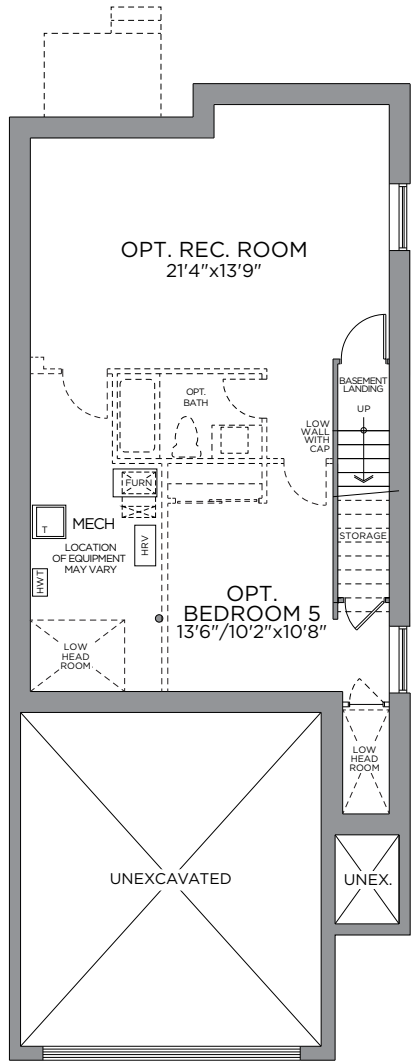 OPT. REC. ROOM
21'4"x13'9"
OPT.
BATH
BASEMENT
LANDING
UP
LOW
WALL
WITH
CAP
FURN
T
MECH
LOCATION
OF EQUIPMENT
MAY VARY
HRV
HWT
STORAGE
OPT.
BEDROOM 5
13'6"/10'2"x10'8"
LOW
HEAD
ROOM
LOW
HEAD
ROOM
UNEXCAVATED
UNEX.